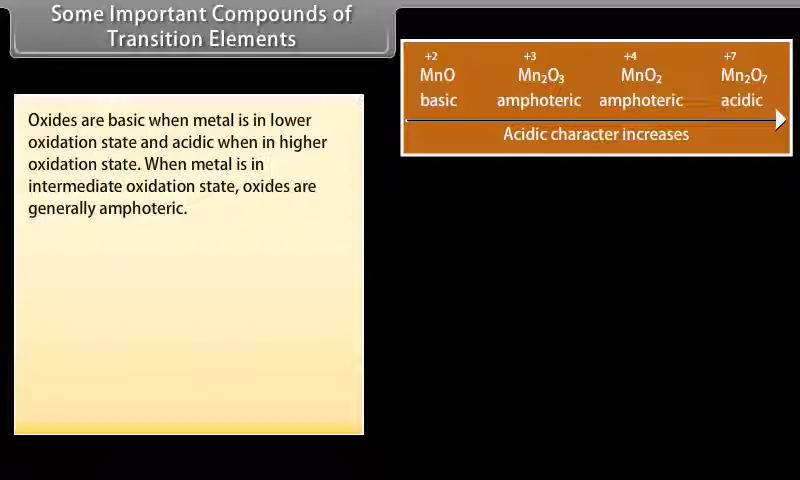 Some Important Compounds of
Transition Elements
Oxides are basic when metal is in lower
oxidation state and acidic when in higher
oxidation state. When metal is in
intermediate oxidation state, oxides are
generally amphoteric.
+2 +3 +4 +7
MnO Mn₂O₃ MnO₂ Mn₂O₇
basic amphoteric amphoteric acidic
Acidic character increases